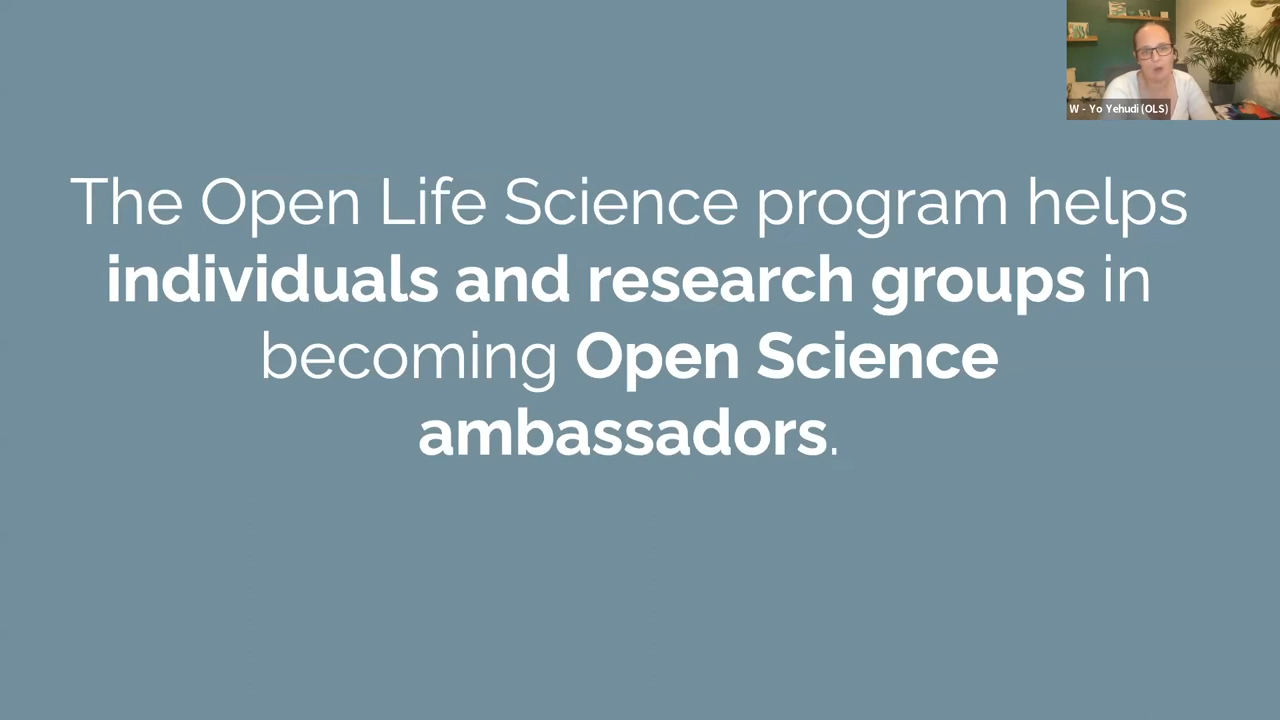 W - Yo Yehudi (OLS)
The Open Life Science program helps
individuals and research groups in
becoming Open Science
ambassadors.